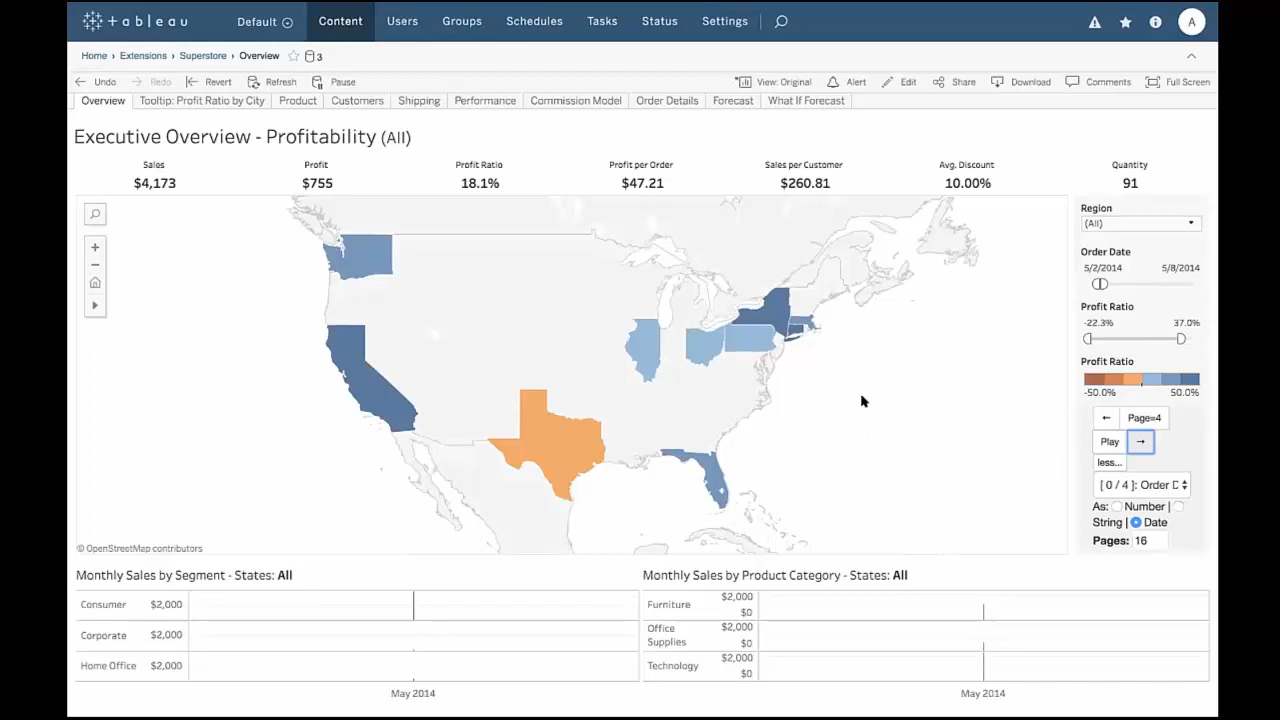 tableau Default Content Users Groups Schedules Tasks Status Settings A
Home › Extensions › Superstore › Overview 3
Undo Redo Revert Refresh Pause View: Original Alert Edit Share Download Comments Full Screen
Overview Tooltip: Profit Ratio by City Product Customers Shipping Performance Commission Model Order Details Forecast What If Forecast
Executive Overview - Profitability (All)
Sales Profit Profit Ratio Profit per Order Sales per Customer Avg. Discount Quantity
$4,173 $755 18.1% $47.21 $260.81 10.00% 91
Region
(All)
Order Date
5/2/2014 5/8/2014
Profit Ratio
-22.3% 37.0%
Profit Ratio
-50.0% 50.0%
← Page=4
Play →
less...
[ 0 / 4 ]: Order D
As: Number |
String | Date
Pages: 16
© OpenStreetMap contributors
Monthly Sales by Segment - States: All
Consumer $2,000
Corporate $2,000
Home Office $2,000
May 2014
Monthly Sales by Product Category - States: All
Furniture $2,000
$0
Office Supplies $2,000
$0
Technology $2,000
$0
May 2014